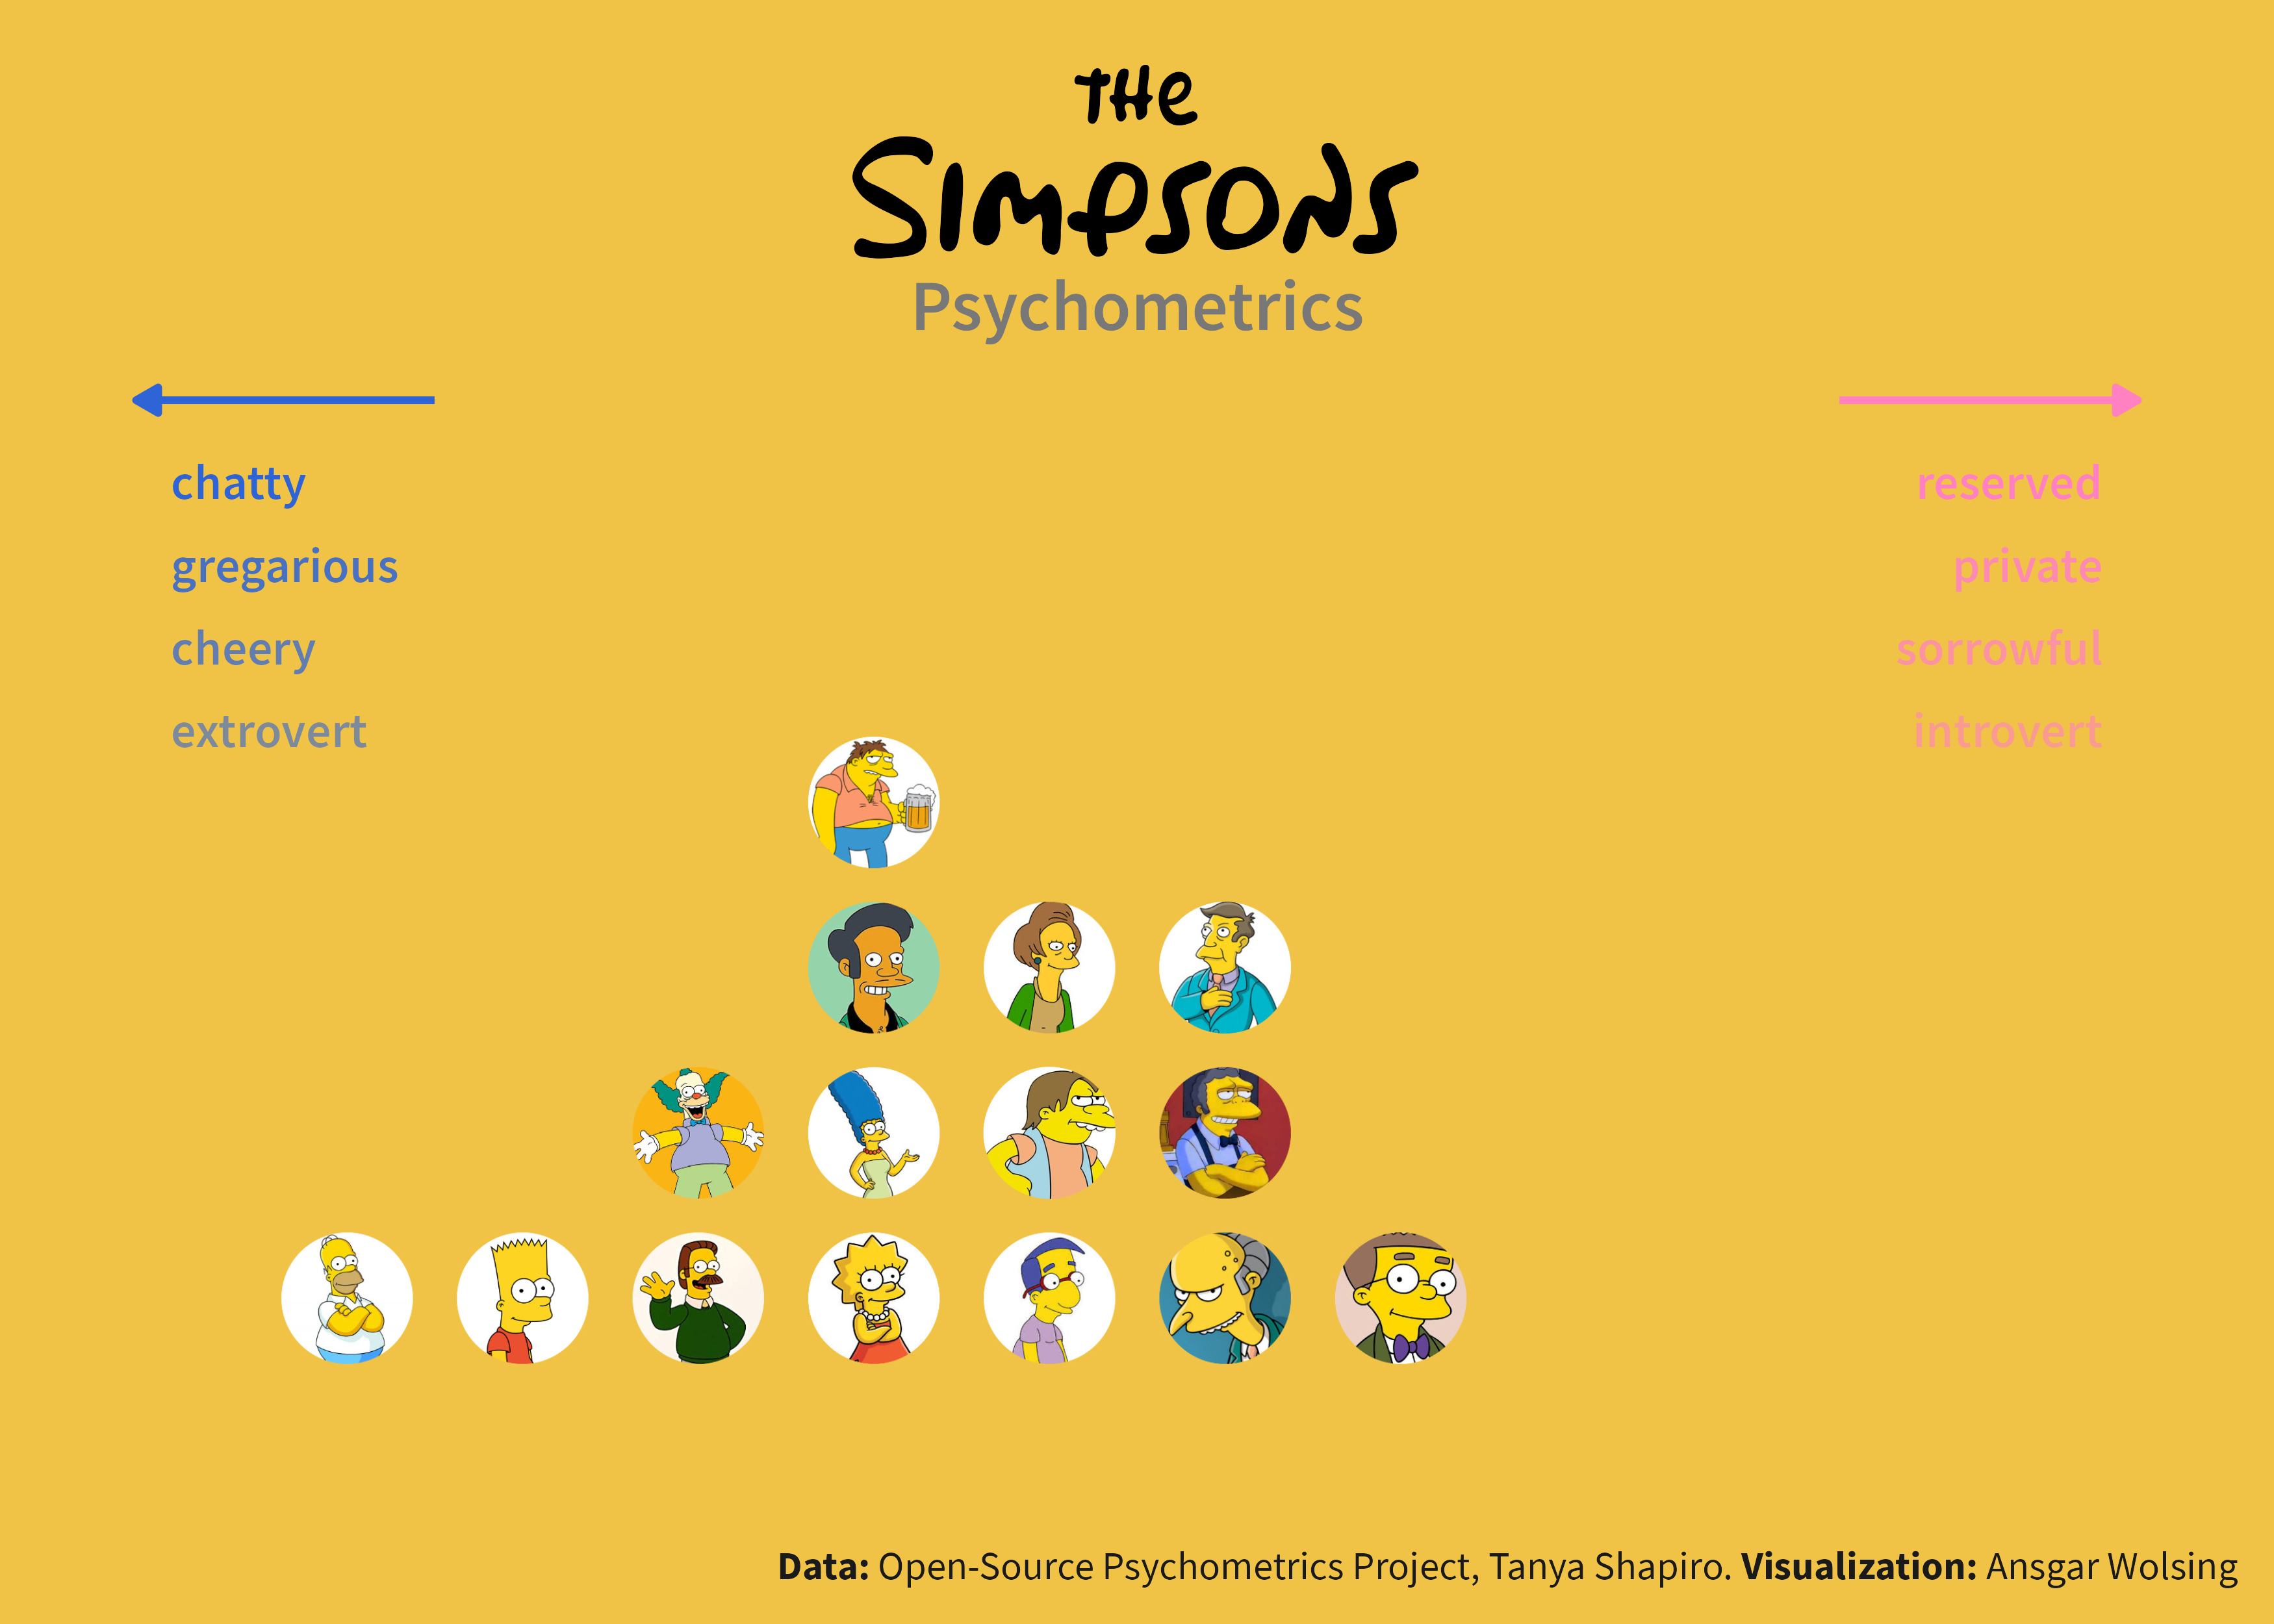 THE
SIMPSONS
Psychometrics
chatty
gregarious
cheery
extrovert
reserved
private
sorrowful
introvert
Data: Open-Source Psychometrics Project, Tanya Shapiro. Visualization: Ansgar Wolsing